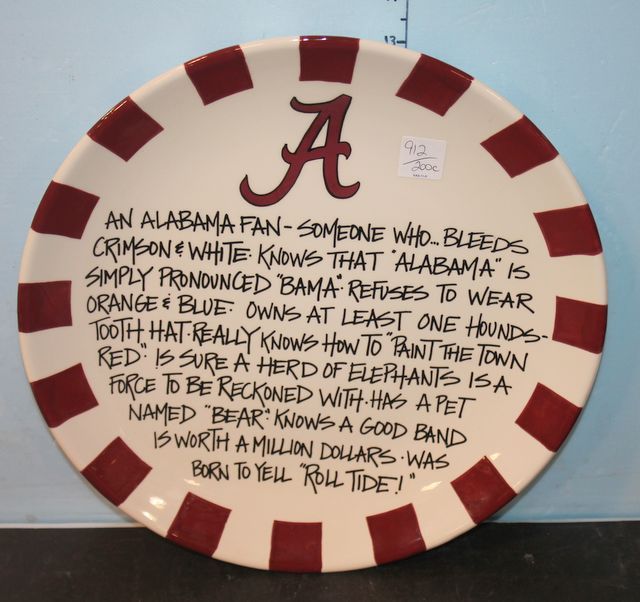 13
A
912
200c
AN ALABAMA FAN - SOMEONE WHO... BLEEDS
CRIMSON & WHITE · KNOWS THAT "ALABAMA" IS
SIMPLY PRONOUNCED "BAMA" · REFUSES TO WEAR
ORANGE & BLUE · OWNS AT LEAST ONE HOUNDS-
TOOTH HAT · REALLY KNOWS HOW TO "PAINT THE TOWN
RED" · IS SURE A HERD OF ELEPHANTS IS A
FORCE TO BE RECKONED WITH · HAS A PET
NAMED "BEAR" · KNOWS A GOOD BAND
IS WORTH A MILLION DOLLARS · WAS
BORN TO YELL "ROLL TIDE!"